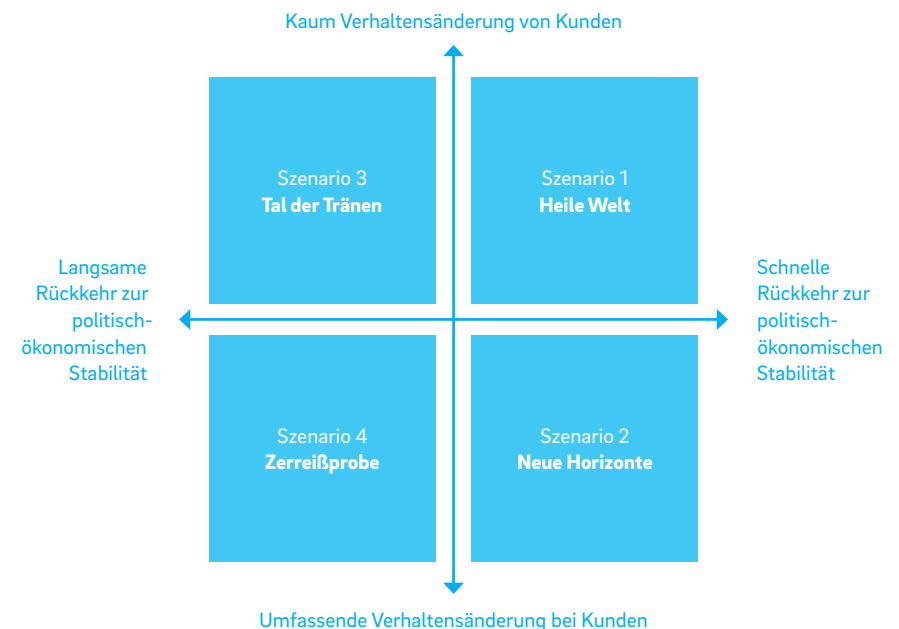 Kaum Verhaltensänderung von Kunden
Szenario 3
Tal der Tränen
Szenario 1
Heile Welt
Langsame
Rückkehr zur
politisch-
ökonomischen
Stabilität
Schnelle
Rückkehr zur
politisch-
ökonomischen
Stabilität
Szenario 4
Zerreißprobe
Szenario 2
Neue Horizonte
Umfassende Verhaltensänderung bei Kunden